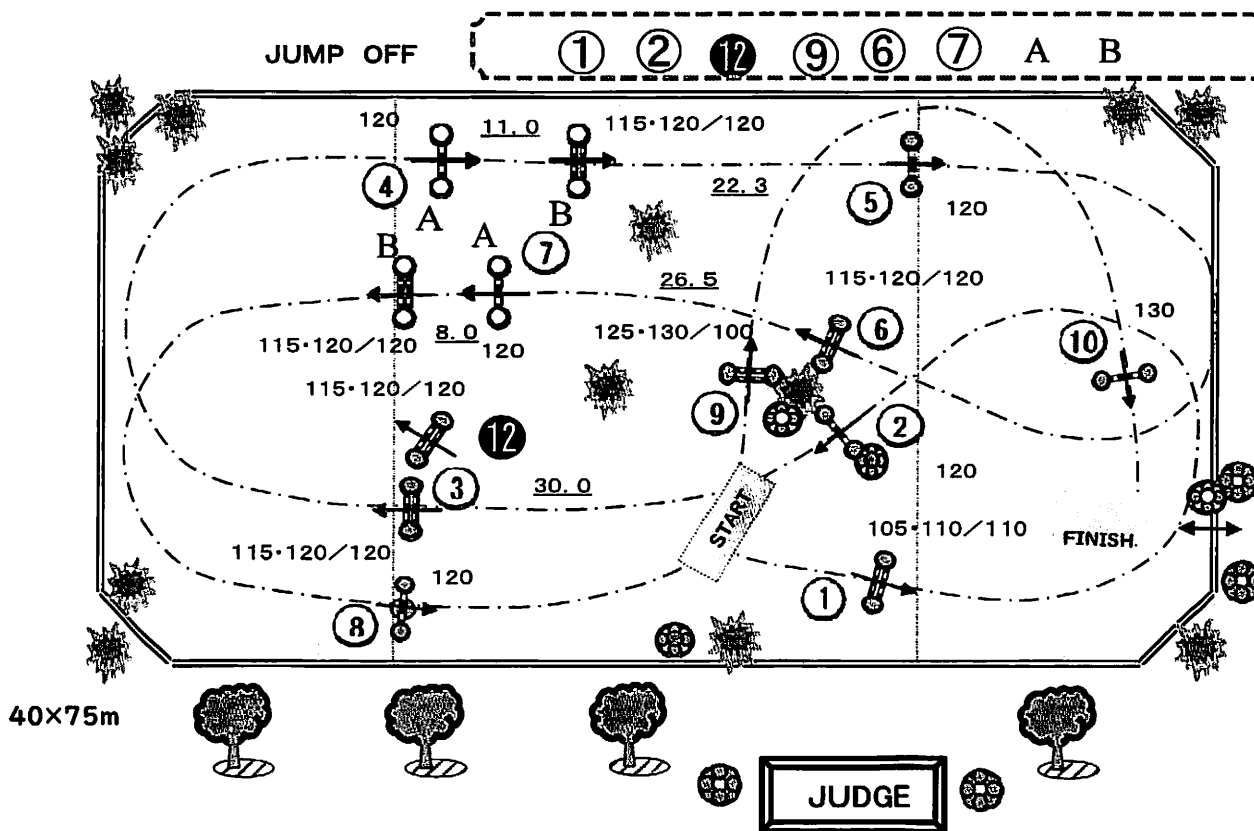 JUMP OFF ① ② ⓬ ⑨ ⑥ ⑦ A B
120 11.0 115・120/120
④ A B 22.3 ⑤ 120
B A ⑦
26.5 115・120/120
115・120/120 8.0 120 125・130/100 ⑥ 130
⑩
115・120/120
⑨ ②
⓬
③ 30.0 120
START 105・110/110 FINISH.
115・120/120
120
① 
⑧
40×75m
JUDGE